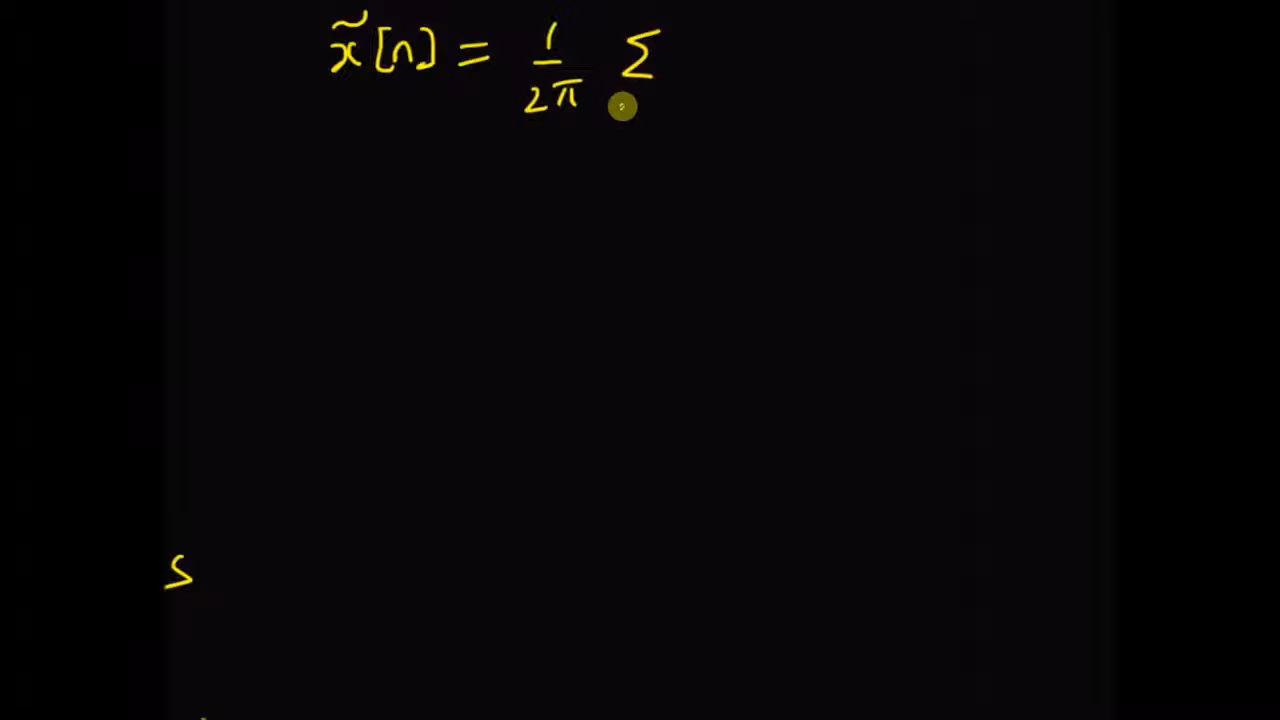 x̃[n] = 1/2π Σ
s